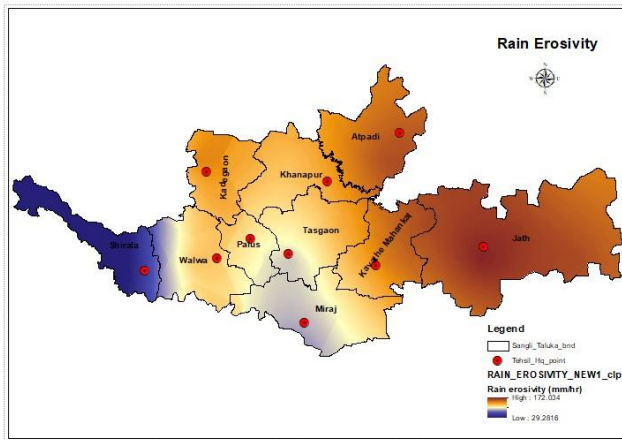 Rain Erosivity
N
W
E
S
Atpadi
Kadegaon
Khanapur
Tasgaon
Kavathe Mahankal
Jath
Shirala
Walwa
Palus
Miraj
Legend
Sangli_Taluka_bnd
Tehsil_Hq_point
RAIN_EROSIVITY_NEW1_clp
Rain erosivity (mm/hr)
High : 172.034
Low : 29.2816